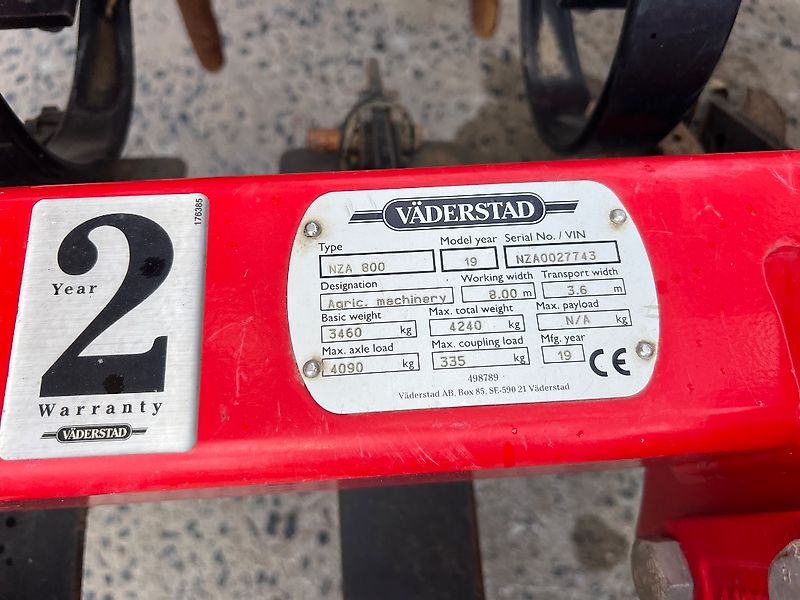 176385
2
Year
Warranty
VÄDERSTAD
VÄDERSTAD
Type Model year Serial No. / VIN
NZA 800 19 NZA0027743
Designation Working width Transport width
Agric. machinery 8.00 m 3.6 m
Basic weight Max. total weight Max. payload
3460 kg 4240 kg N/A kg
Max. axle load Max. coupling load Mfg. year
4090 kg 335 kg 19 CE
498789
Väderstad AB, Box 85, SE-590 21 Väderstad